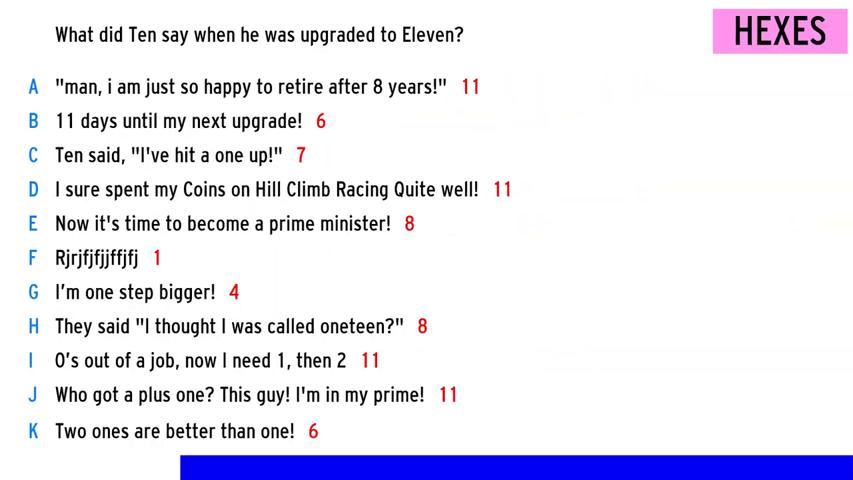 What did Ten say when he was upgraded to Eleven?
HEXES
A "man, i am just so happy to retire after 8 years!" 11
B 11 days until my next upgrade! 6
C Ten said, "I've hit a one up!" 7
D I sure spent my Coins on Hill Climb Racing Quite well! 11
E Now it's time to become a prime minister! 8
F Rjrjfjfjjffjfj 1
G I'm one step bigger! 4
H They said "I thought I was called oneteen?" 8
I 0's out of a job, now I need 1, then 2 11
J Who got a plus one? This guy! I'm in my prime! 11
K Two ones are better than one! 6